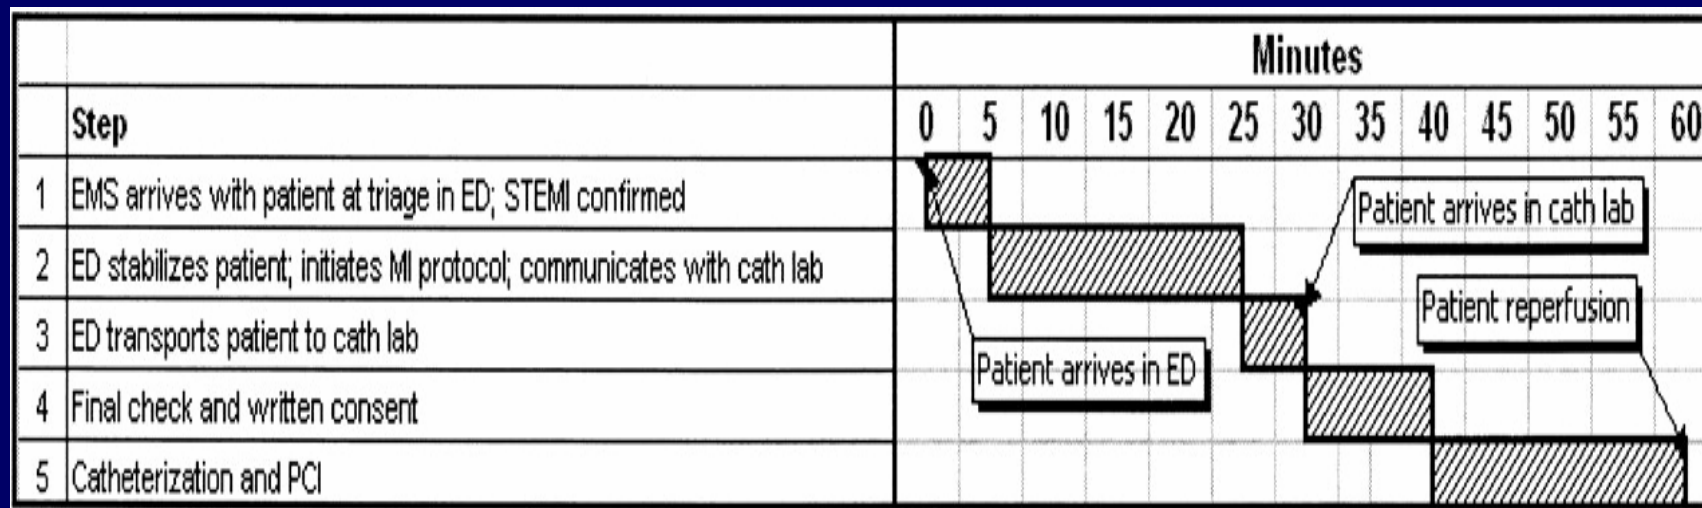 Minutes
Step 0 5 10 15 20 25 30 35 40 45 50 55 60
1 EMS arrives with patient at triage in ED; STEMI confirmed
Patient arrives in cath lab
2 ED stabilizes patient; initiates MI protocol; communicates with cath lab
Patient reperfusion
3 ED transports patient to cath lab
Patient arrives in ED
4 Final check and written consent
5 Catheterization and PCI